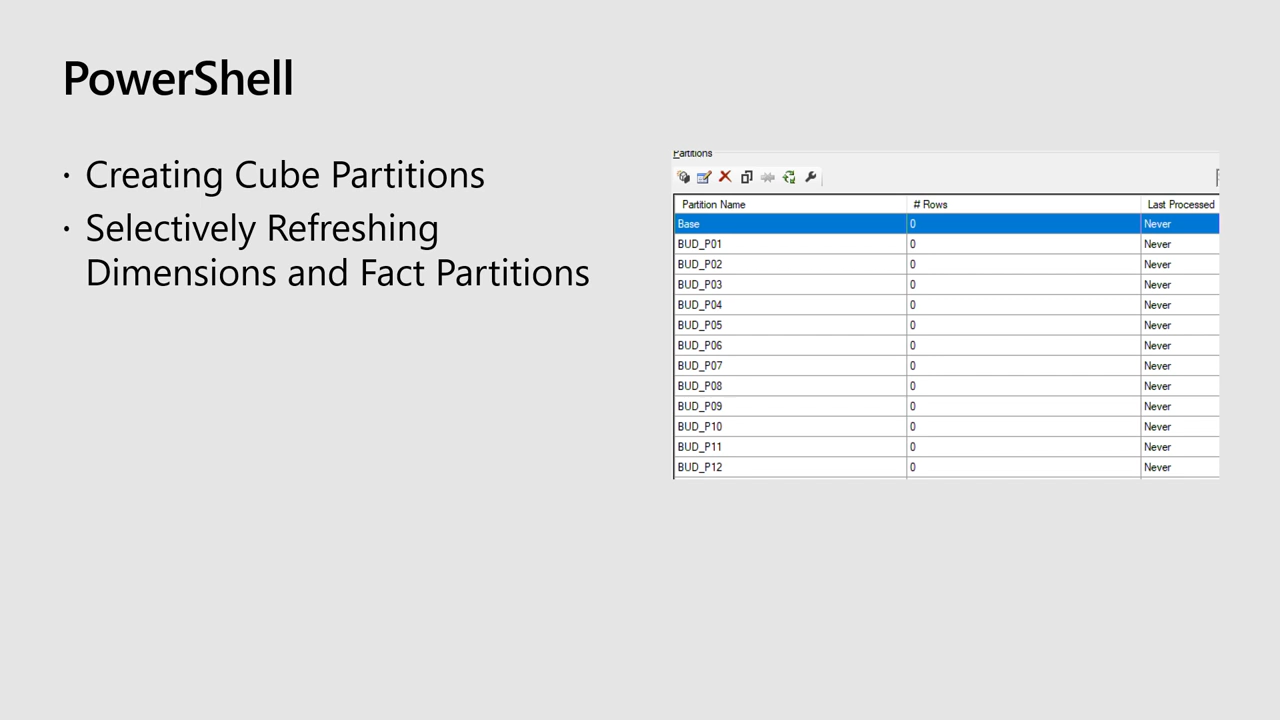 PowerShell
· Creating Cube Partitions
· Selectively Refreshing
Dimensions and Fact Partitions
Partitions
Partition Name # Rows Last Processed
Base 0 Never
BUD_P01 0 Never
BUD_P02 0 Never
BUD_P03 0 Never
BUD_P04 0 Never
BUD_P05 0 Never
BUD_P06 0 Never
BUD_P07 0 Never
BUD_P08 0 Never
BUD_P09 0 Never
BUD_P10 0 Never
BUD_P11 0 Never
BUD_P12 0 Never